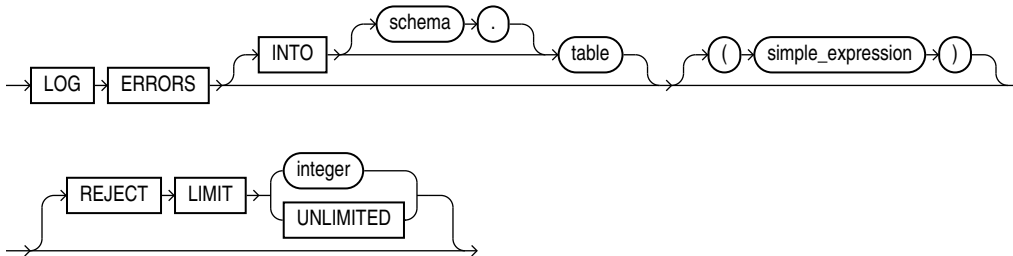 schema .
INTO table ( simple_expression )
LOG ERRORS
integer
REJECT LIMIT
UNLIMITED